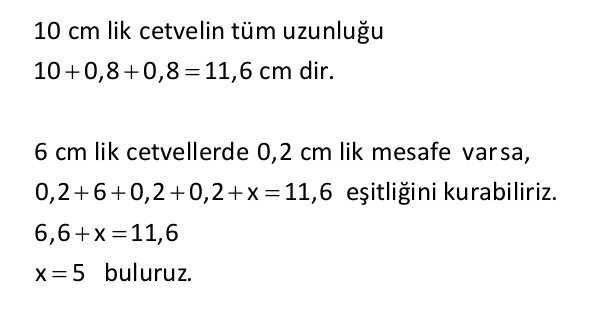 10 cm lik cetvelin tüm uzunluğu
10+0,8+0,8=11,6 cm dir.
6 cm lik cetvellerde 0,2 cm lik mesafe varsa,
0,2+6+0,2+0,2+x=11,6 eşitliğini kurabiliriz.
6,6+x=11,6
x=5 buluruz.